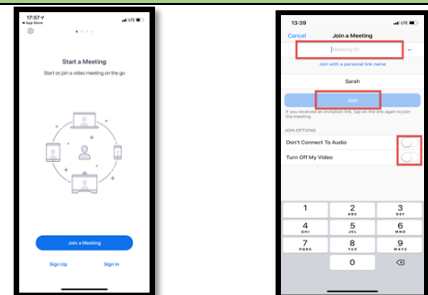 17:57
App Store
LTE
Start a Meeting
Start or join a video meeting on the go
Join a Meeting
Sign Up
Sign In
13:39
LTE
Cancel
Join a Meeting
Meeting ID
Join with a personal link name
Sarah
Join
If you received an invitation link, tap on the link again to join
the meeting
JOIN OPTIONS
Don't Connect To Audio
Turn Off My Video
1
2
ABC
3
DEF
4
GHI
5
JKL
6
MNO
7
PQRS
8
TUV
9
WXYZ
0